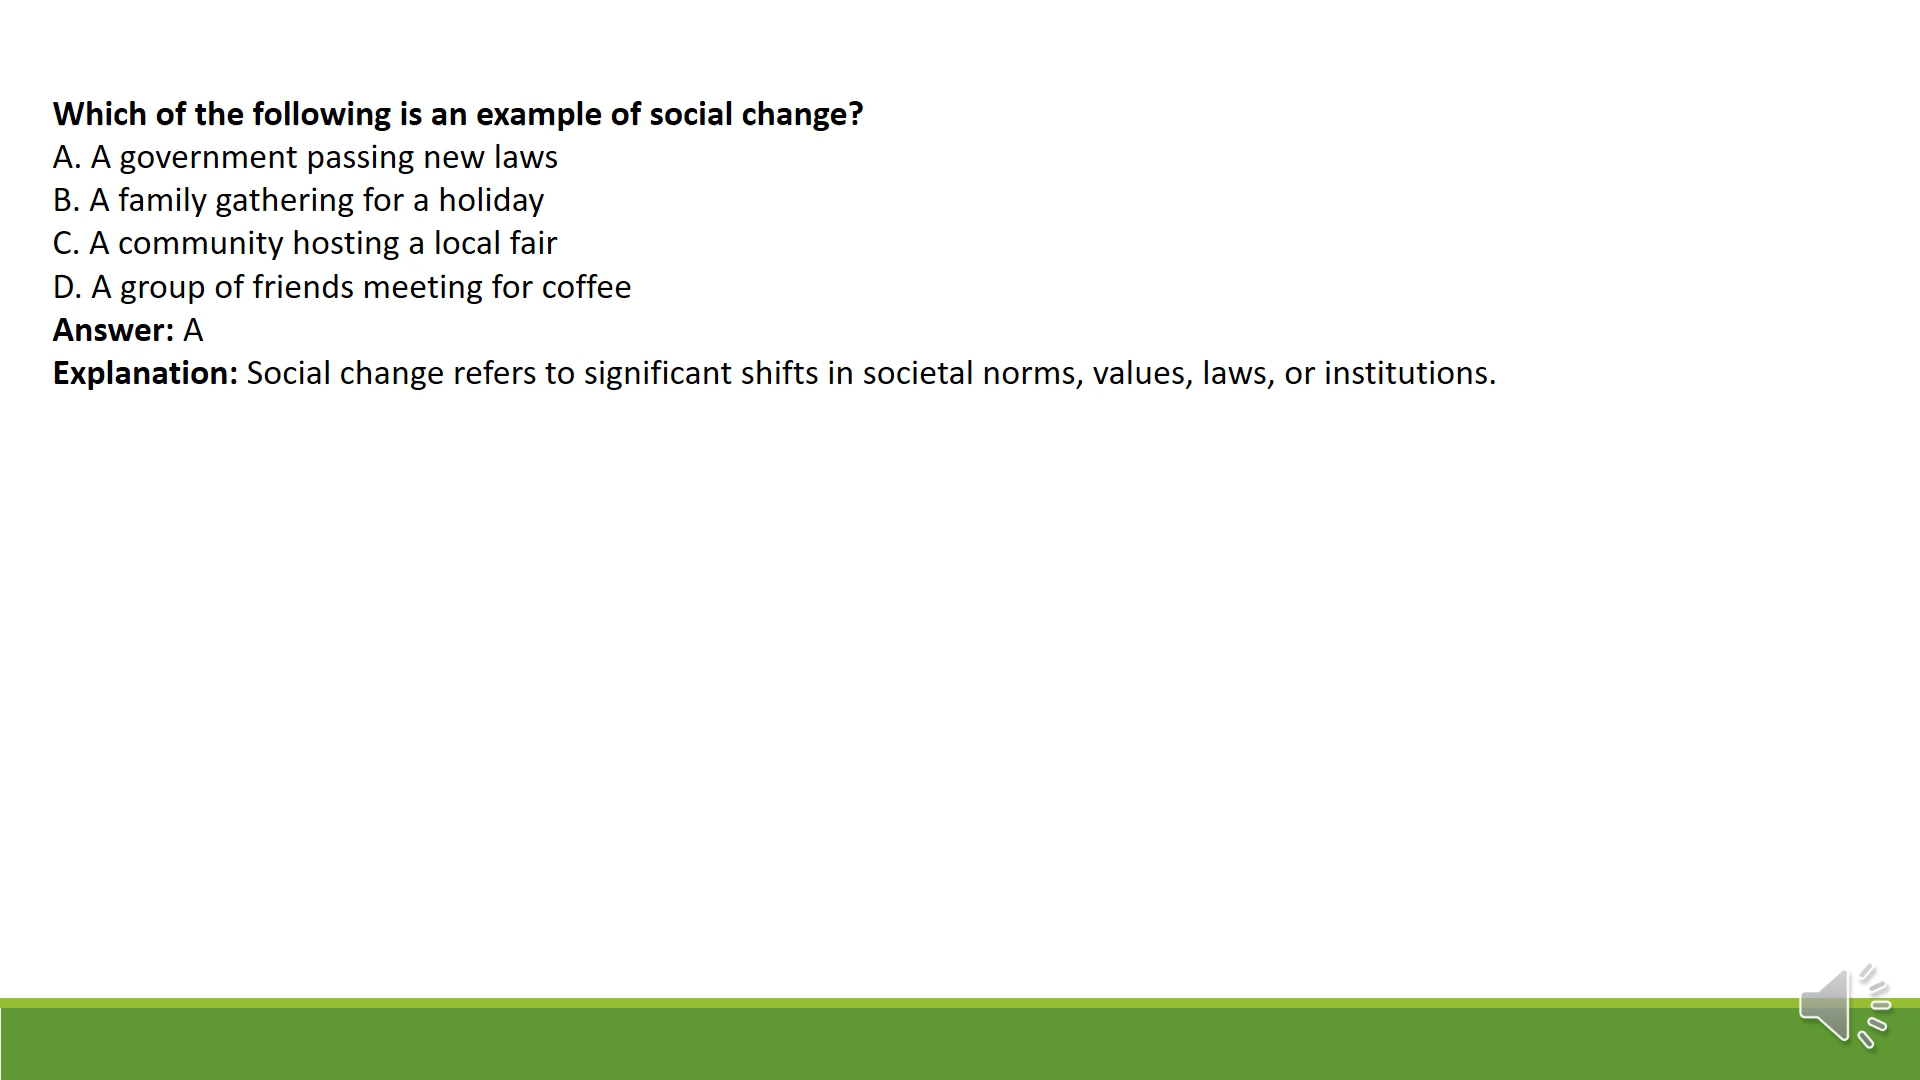 Which of the following is an example of social change?
A. A government passing new laws
B. A family gathering for a holiday
C. A community hosting a local fair
D. A group of friends meeting for coffee
Answer: A
Explanation: Social change refers to significant shifts in societal norms, values, laws, or institutions.